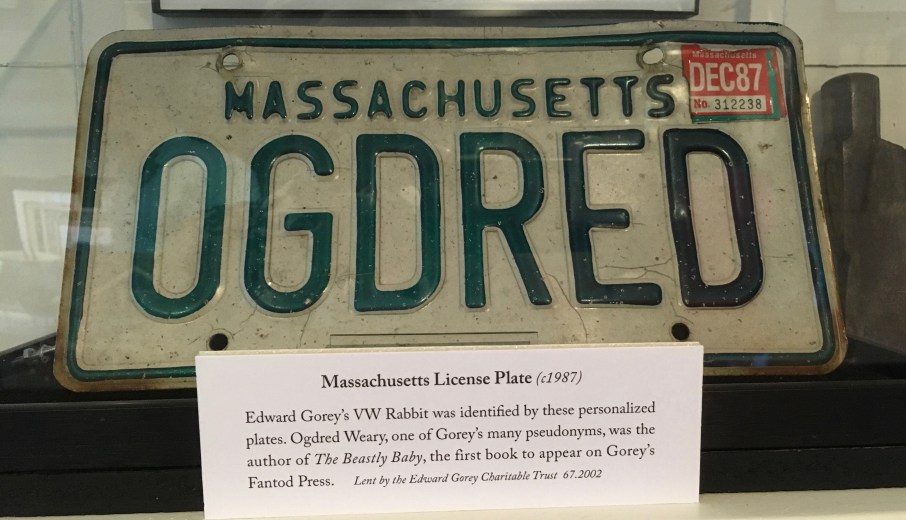 Massachusetts
DEC87
No. 312238
MASSACHUSETTS
OGDRED
Massachusetts License Plate (c1987)
Edward Gorey's VW Rabbit was identified by these personalized
plates. Ogdred Weary, one of Gorey's many pseudonyms, was the
author of The Beastly Baby, the first book to appear on Gorey's
Fantod Press. Lent by the Edward Gorey Charitable Trust 67.2002